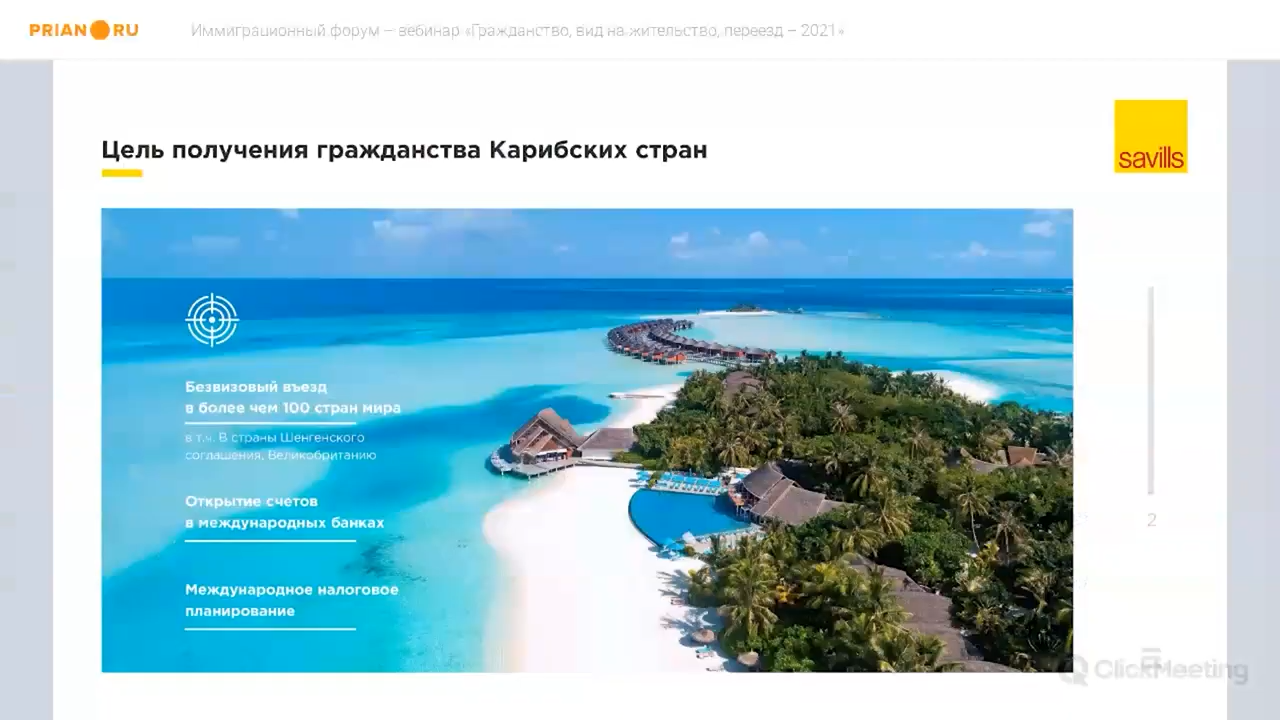 PRIAN RU
Иммиграционный форум – вебинар «Гражданство, вид на жительство, переезд – 2021»
savills
Цель получения гражданства Карибских стран
Безвизовый въезд
в более чем 100 стран мира
в т.ч. В страны Шенгенского
соглашения, Великобританию
Открытие счетов
в международных банках
Международное налоговое
планирование
2
ClickMeeting